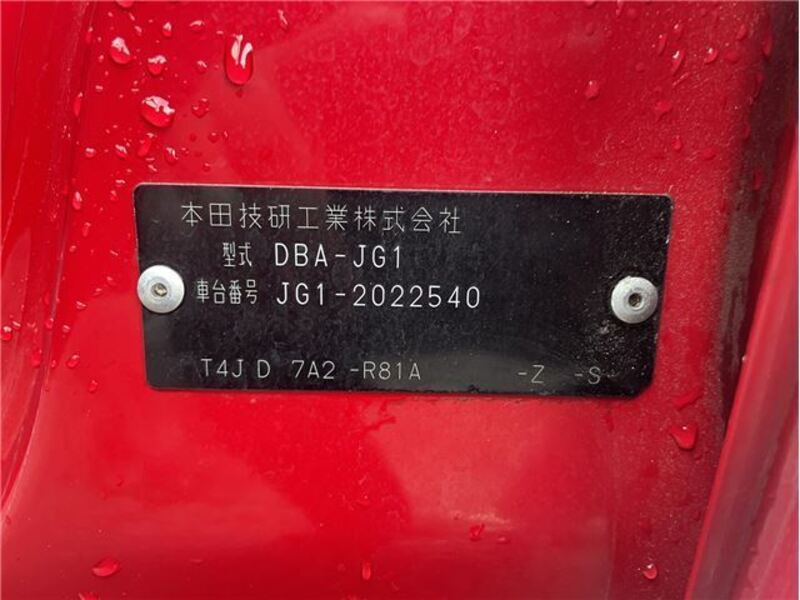 本田技研工業株式会社
型式 DBA-JG1
車台番号 JG1-2022540
T4J D 7A2 -R81A -Z -S-